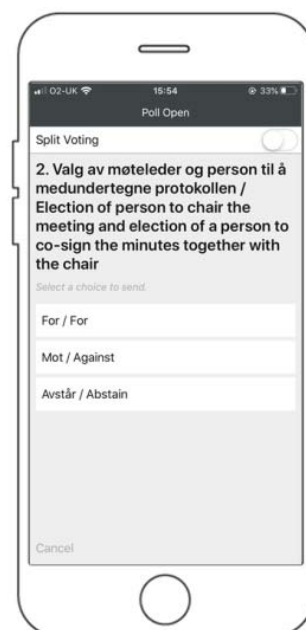 O2-UK 15:54 33%
Poll Open
Split Voting
2. Valg av møteleder og person til å
medundertegne protokollen /
Election of person to chair the
meeting and election of a person to
co-sign the minutes together with
the chair
Select a choice to send.
For / For
Mot / Against
Avstår / Abstain
Cancel